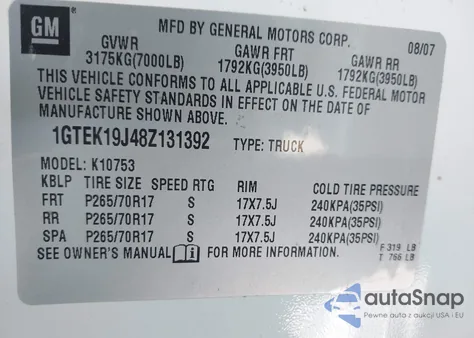 GM
MFD BY GENERAL MOTORS CORP.
08/07
GVWR GAWR FRT GAWR RR
3175KG(7000LB) 1792KG(3950LB) 1792KG(3950LB)
THIS VEHICLE CONFORMS TO ALL APPLICABLE U.S. FEDERAL MOTOR
VEHICLE SAFETY STANDARDS IN EFFECT ON THE DATE OF
MANUFACTURE SHOWN ABOVE.
1GTEK19J48Z131392 TYPE: TRUCK
MODEL: K10753
KBLP TIRE SIZE SPEED RTG RIM COLD TIRE PRESSURE
FRT P265/70R17 S 17X7.5J 240KPA(35PSI)
RR P265/70R17 S 17X7.5J 240KPA(35PSI)
SPA P265/70R17 S 17X7.5J 240KPA(35PSI)
SEE OWNER'S MANUAL i FOR MORE INFORMATION.
F 319 LB
T 766 LB
autoSnap
Pewne auta z aukcji USA i EU